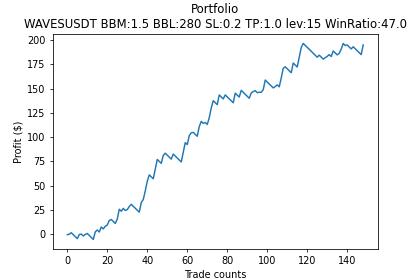 Portfolio
WAVESUSDT BBM:1.5 BBL:280 SL:0.2 TP:1.0 lev:15 WinRatio:47.0
200
175
150
125
100
75
50
25
0
Profit ($)
0 20 40 60 80 100 120 140
Trade counts